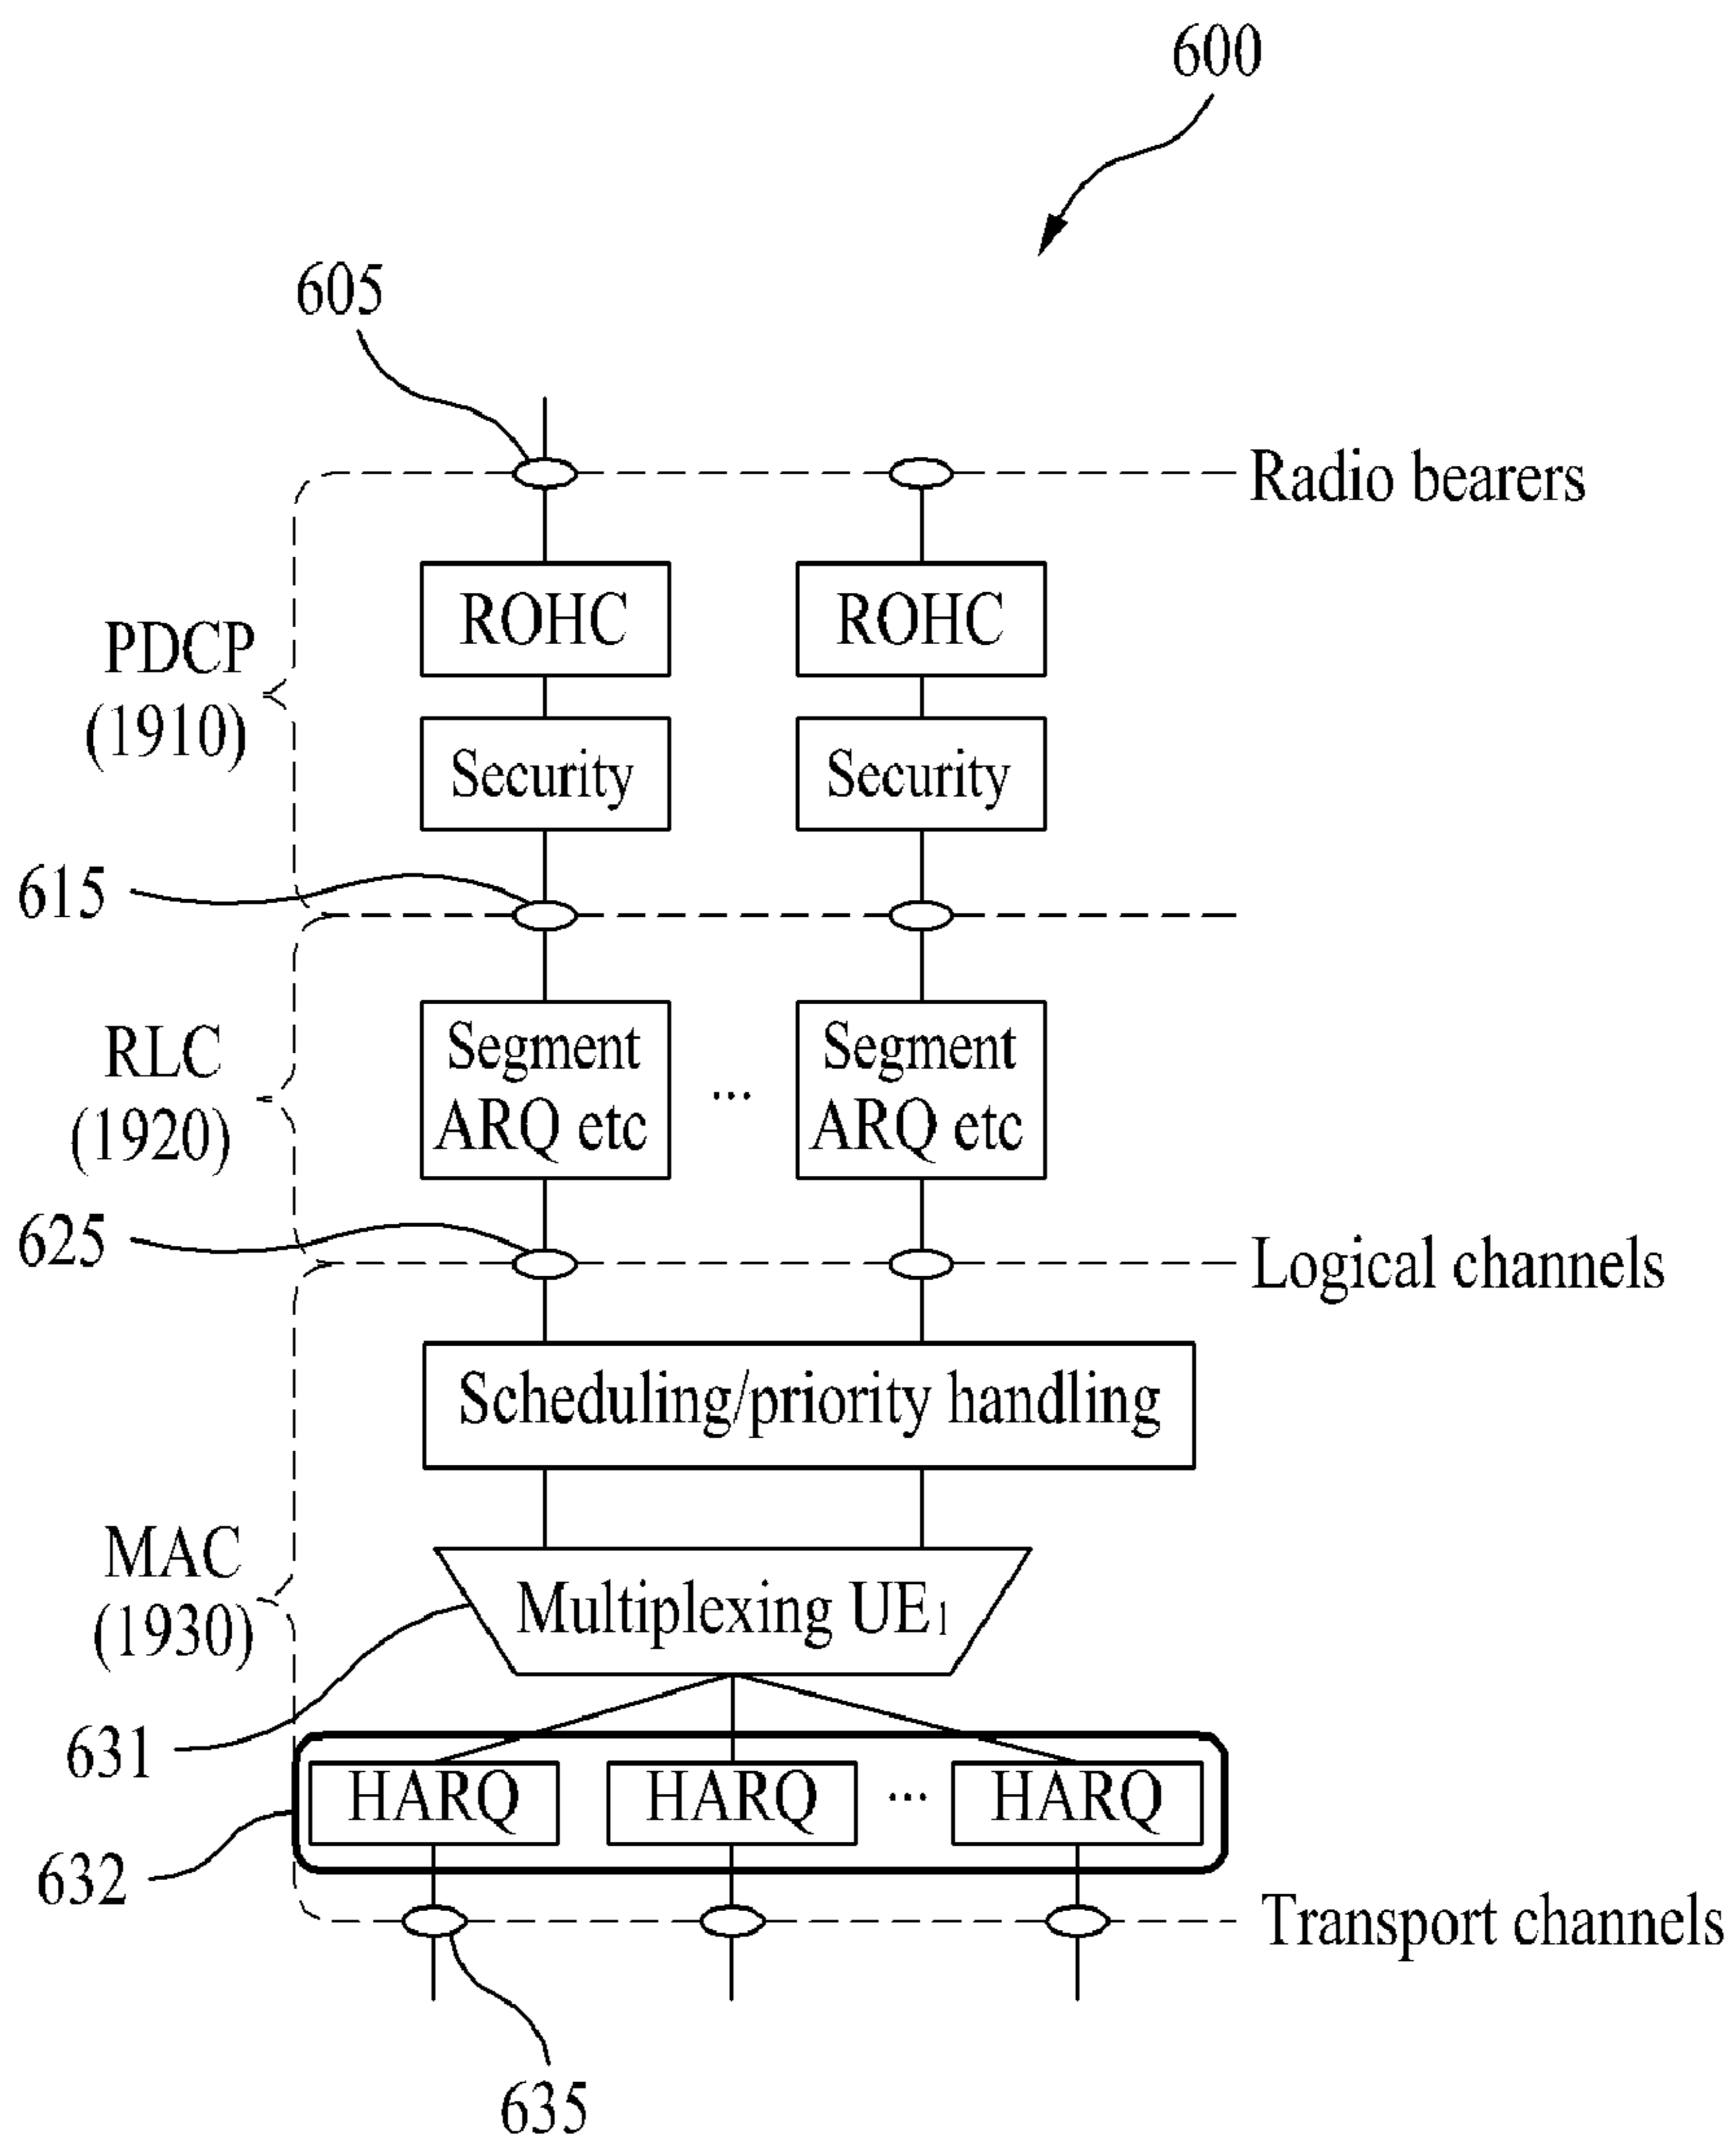 600
605
Radio bearers
ROHC ROHC
PDCP
(1910)
Security Security
615
Segment
ARQ etc
...
Segment
ARQ etc
RLC
(1920)
625
Logical channels
Scheduling/priority handling
MAC
(1930)
Multiplexing UE1
631
HARQ HARQ ... HARQ
632
Transport channels
635